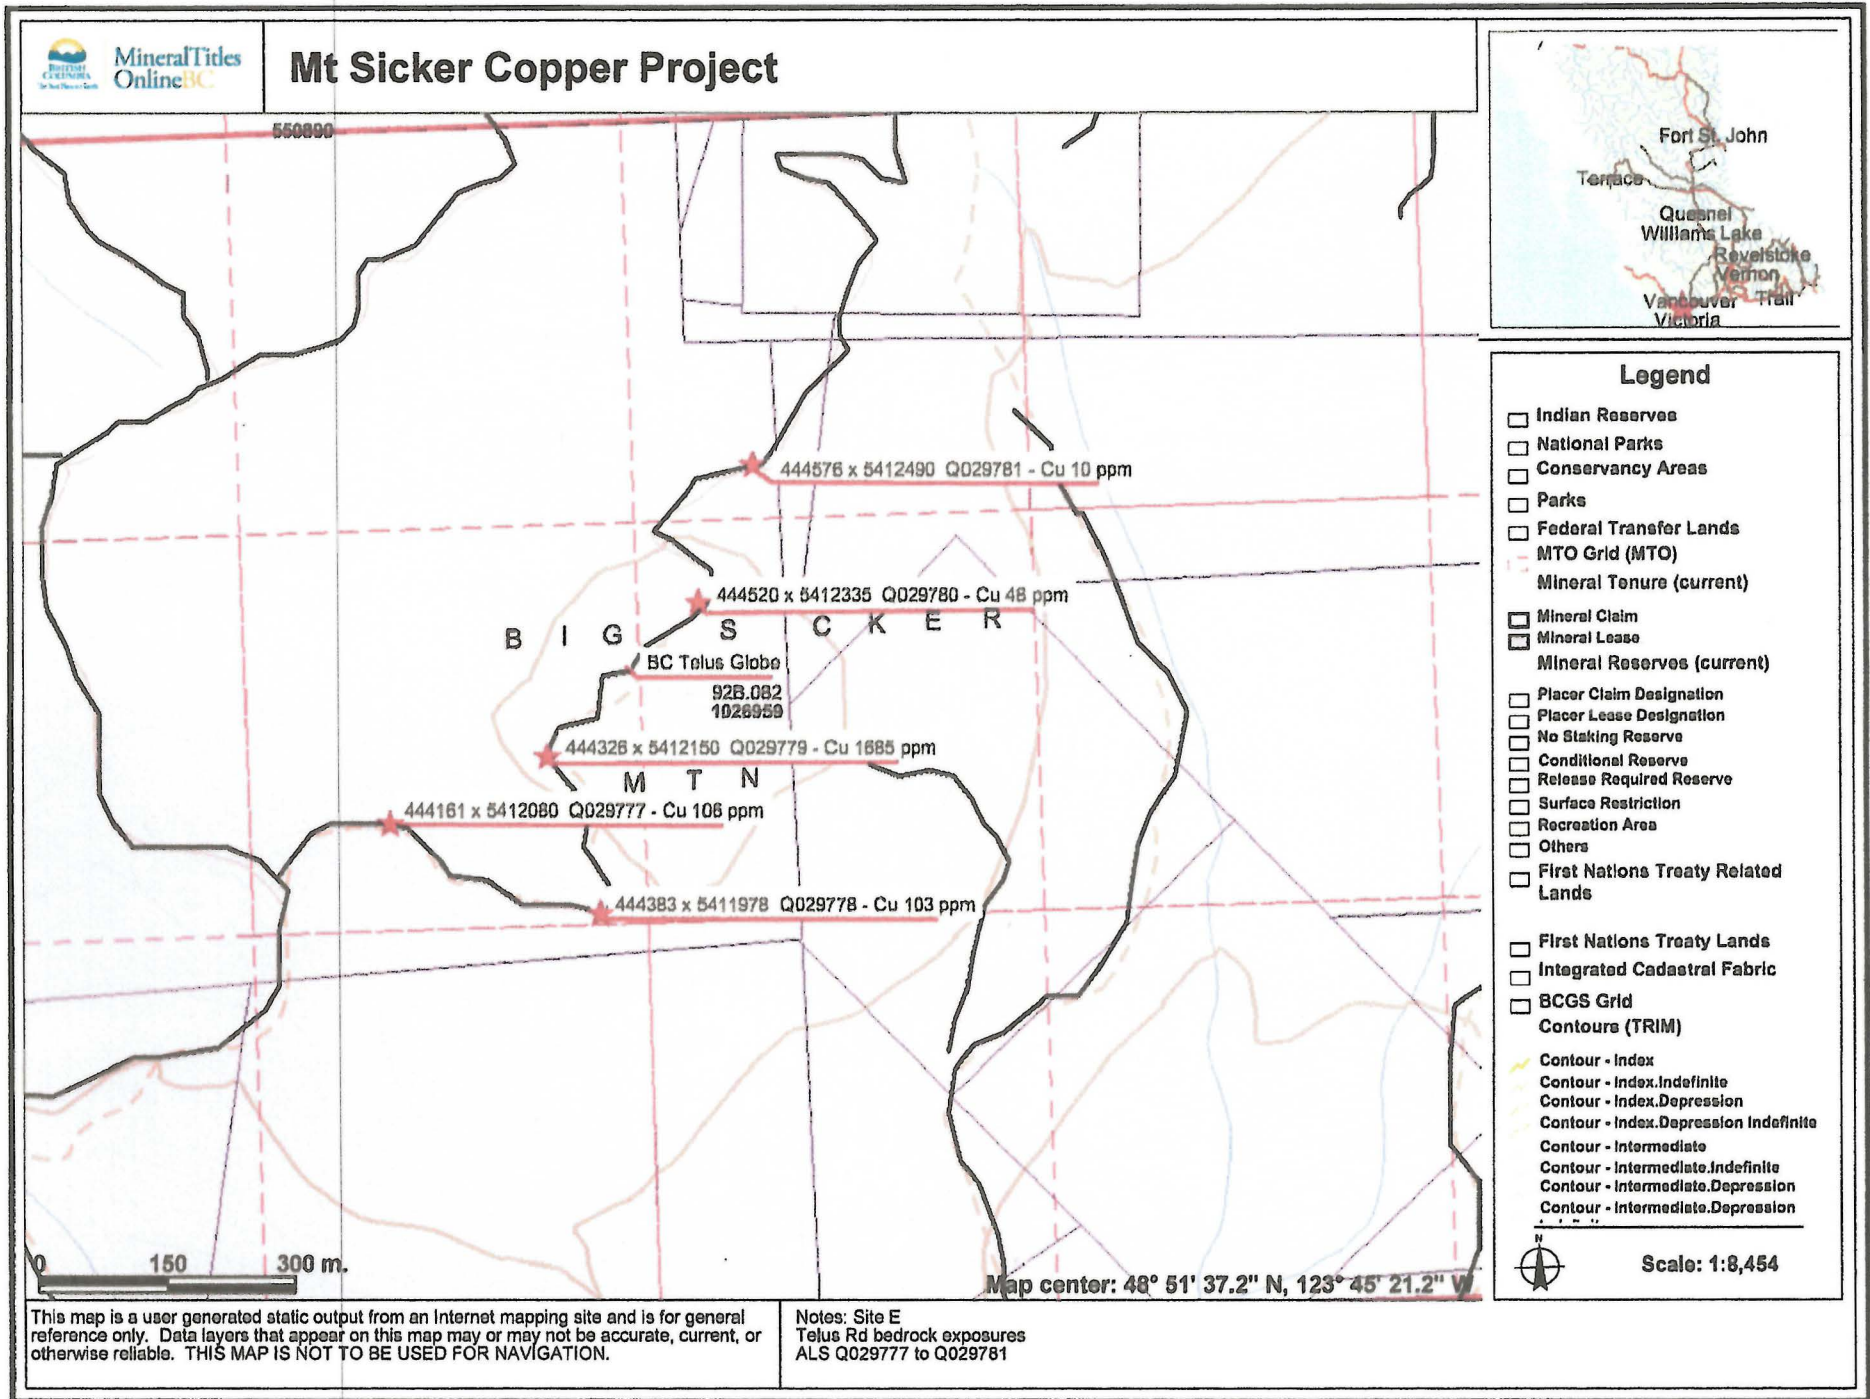 BRITISH
COLUMBIA
MineralTitles
OnlineBC
Mt Sicker Copper Project
550890
444576 x 5412490 Q029781 - Cu 10 ppm
444520 x 5412335 Q029780 - Cu 48 ppm
BIG S CKER
BC Telus Globe
92B.082
1026959
444326 x 5412150 Q029779 - Cu 1685 ppm
MTN
444161 x 5412080 Q029777 - Cu 106 ppm
444383 x 5411978 Q029778 - Cu 103 ppm
0 150 300 m.
Map center: 48° 51' 37.2" N, 123° 45' 21.2" W
Fort St. John
Terrace
Quesnel
Williams Lake
Revelstoke
Vernon
Vancouver Trail
Victoria
Legend
Indian Reserves
National Parks
Conservancy Areas
Parks
Federal Transfer Lands
MTO Grid (MTO)
Mineral Tenure (current)
Mineral Claim
Mineral Lease
Mineral Reserves (current)
Placer Claim Designation
Placer Lease Designation
No Staking Reserve
Conditional Reserve
Release Required Reserve
Surface Restriction
Recreation Area
Others
First Nations Treaty Related
Lands
First Nations Treaty Lands
Integrated Cadastral Fabric
BCGS Grid
Contours (TRIM)
Contour - Index
Contour - Index.Indefinite
Contour - Index.Depression
Contour - Index.Depression Indefinite
Contour - Intermediate
Contour - Intermediate.Indefinite
Contour - Intermediate.Depression
Contour - Intermediate.Depression
N
Scale: 1:8,454
This map is a user generated static output from an Internet mapping site and is for general
reference only. Data layers that appear on this map may or may not be accurate, current, or
otherwise reliable. THIS MAP IS NOT TO BE USED FOR NAVIGATION.
Notes: Site E
Telus Rd bedrock exposures
ALS Q029777 to Q029781